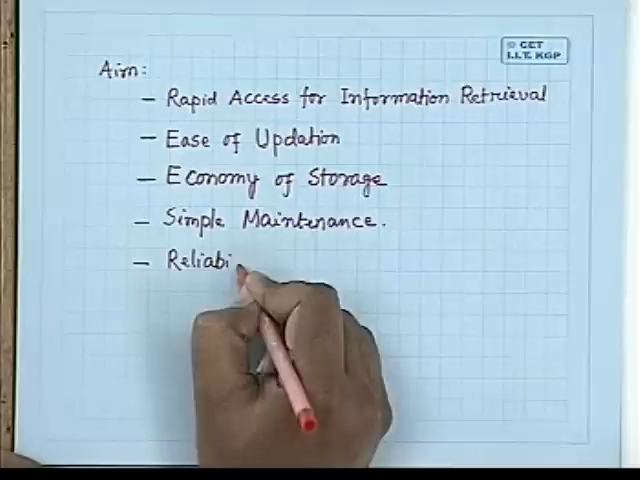 © CET
I.I.T. KGP
Aim:
- Rapid Access for Information Retrieval
- Ease of Updation
- Economy of Storage
- Simple Maintenance.
- Reliabi